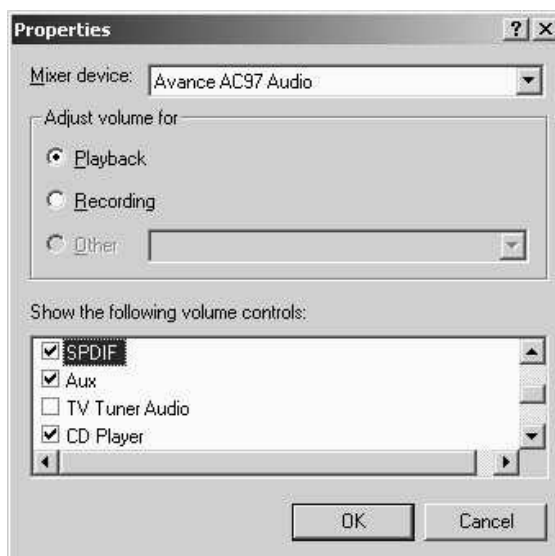 Properties
Mixer device: Avance AC97 Audio
Adjust volume for
Playback
Recording
Other
Show the following volume controls:
SPDIF
Aux
TV Tuner Audio
CD Player
OK Cancel